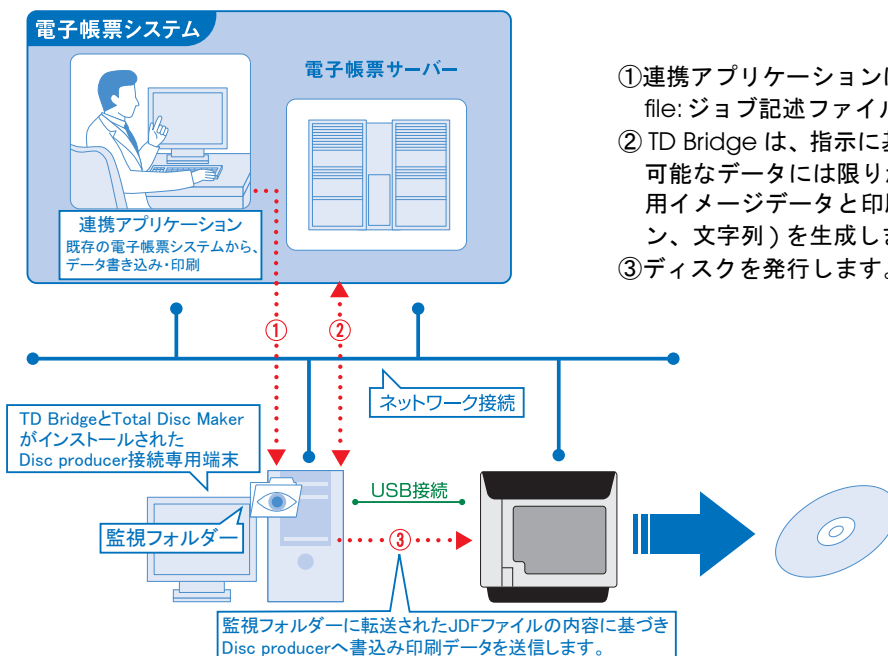 電子帳票システム
電子帳票サーバー
連携アプリケーション
既存の電子帳票システムから、
データ書き込み・印刷
①連携アプリケーション
file: ジョブ記述ファイル
② TD Bridge は、指示に
可能なデータには限り
用イメージデータと印
ン、文字列 ) を生成し
③ディスクを発行します。
①
②
ネットワーク接続
TD BridgeとTotal Disc Maker
がインストールされた
Disc producer接続専用端末
USB接続
監視フォルダー
③
監視フォルダーに転送されたJDFファイルの内容に基づき
Disc producerへ書込み印刷データを送信します。